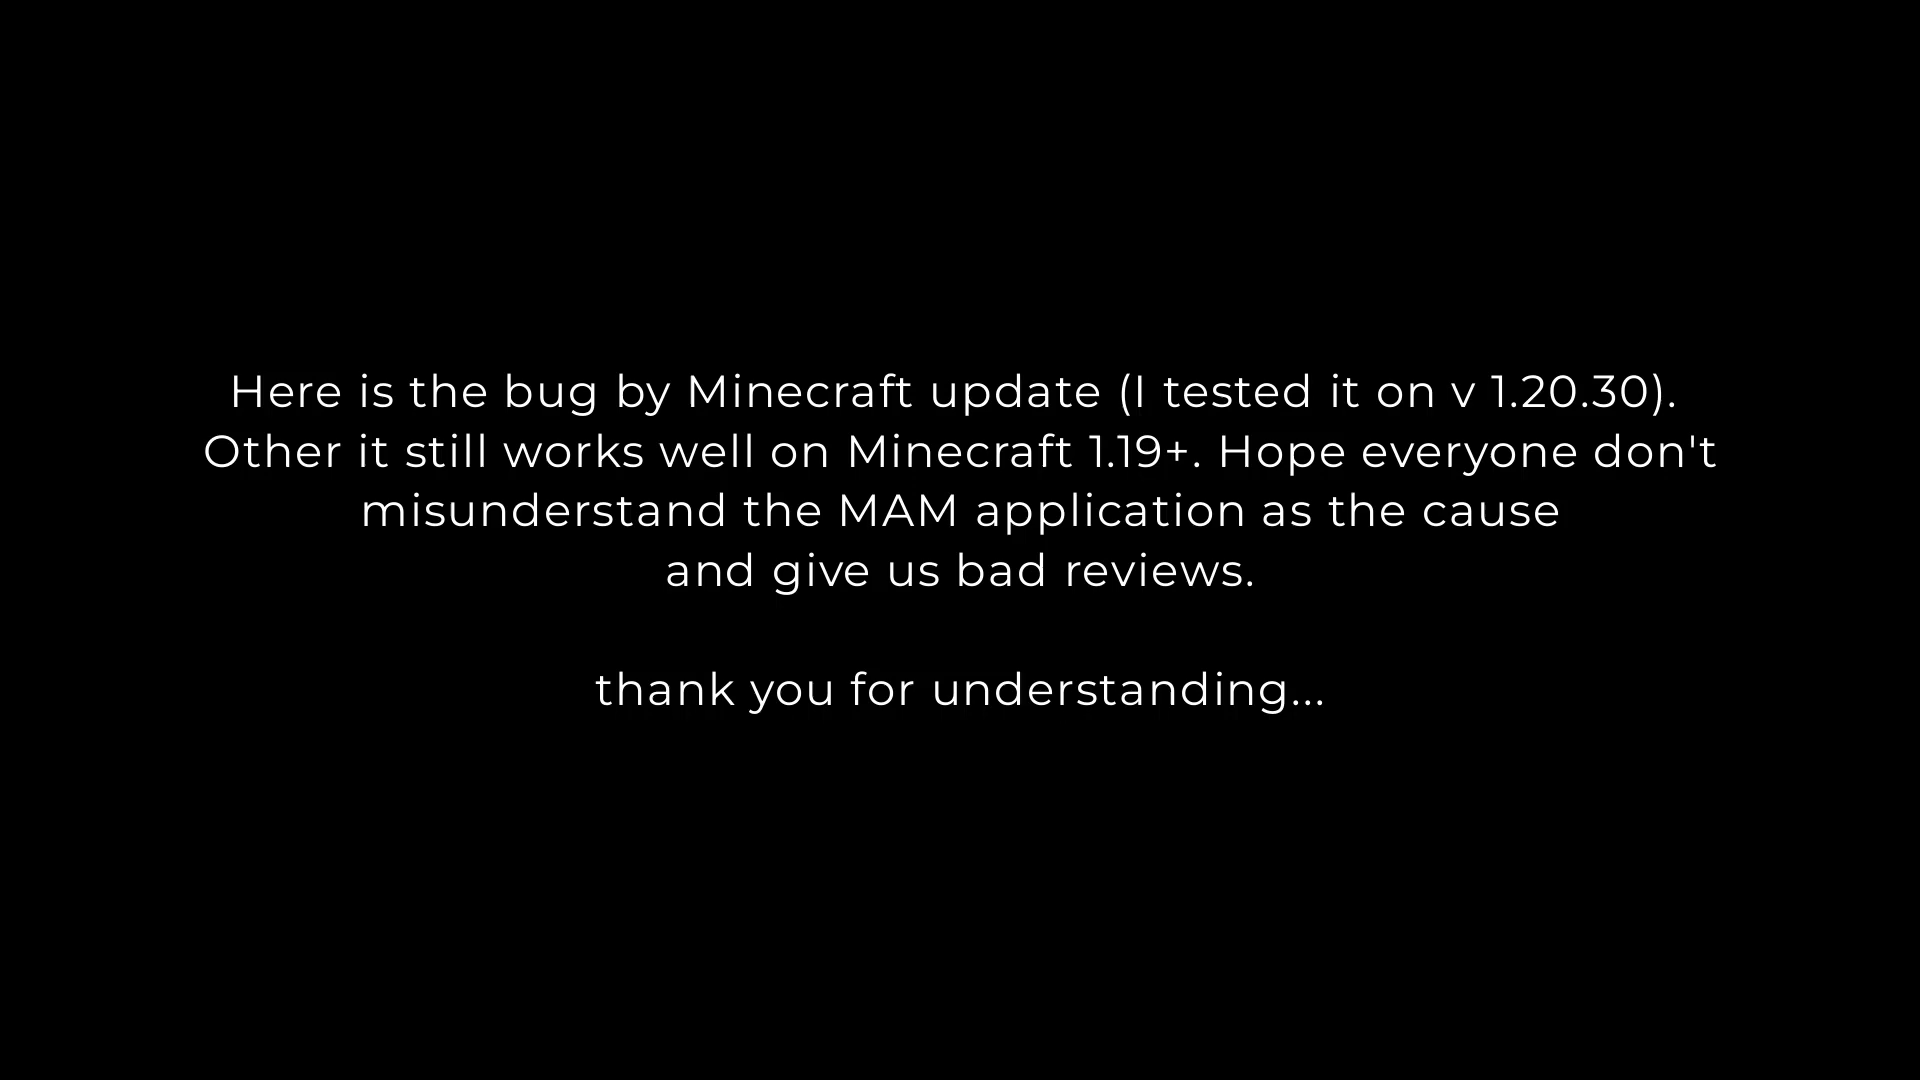 Here is the bug by Minecraft update (I tested it on v 1.20.30).
Other it still works well on Minecraft 1.19+. Hope everyone don't
misunderstand the MAM application as the cause
and give us bad reviews.
thank you for understanding...